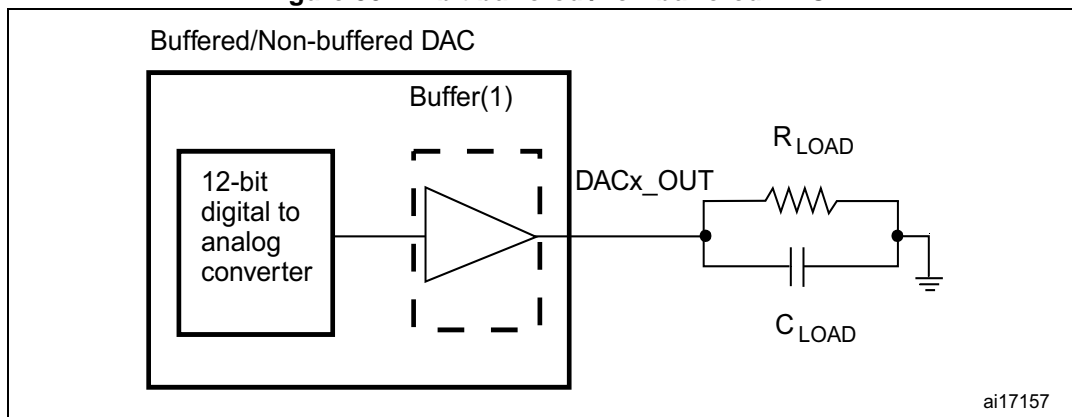 Buffered/Non-buffered DAC
Buffer(1)
12-bit
digital to
analog
converter
DACx_OUT
R LOAD
C LOAD
ai17157